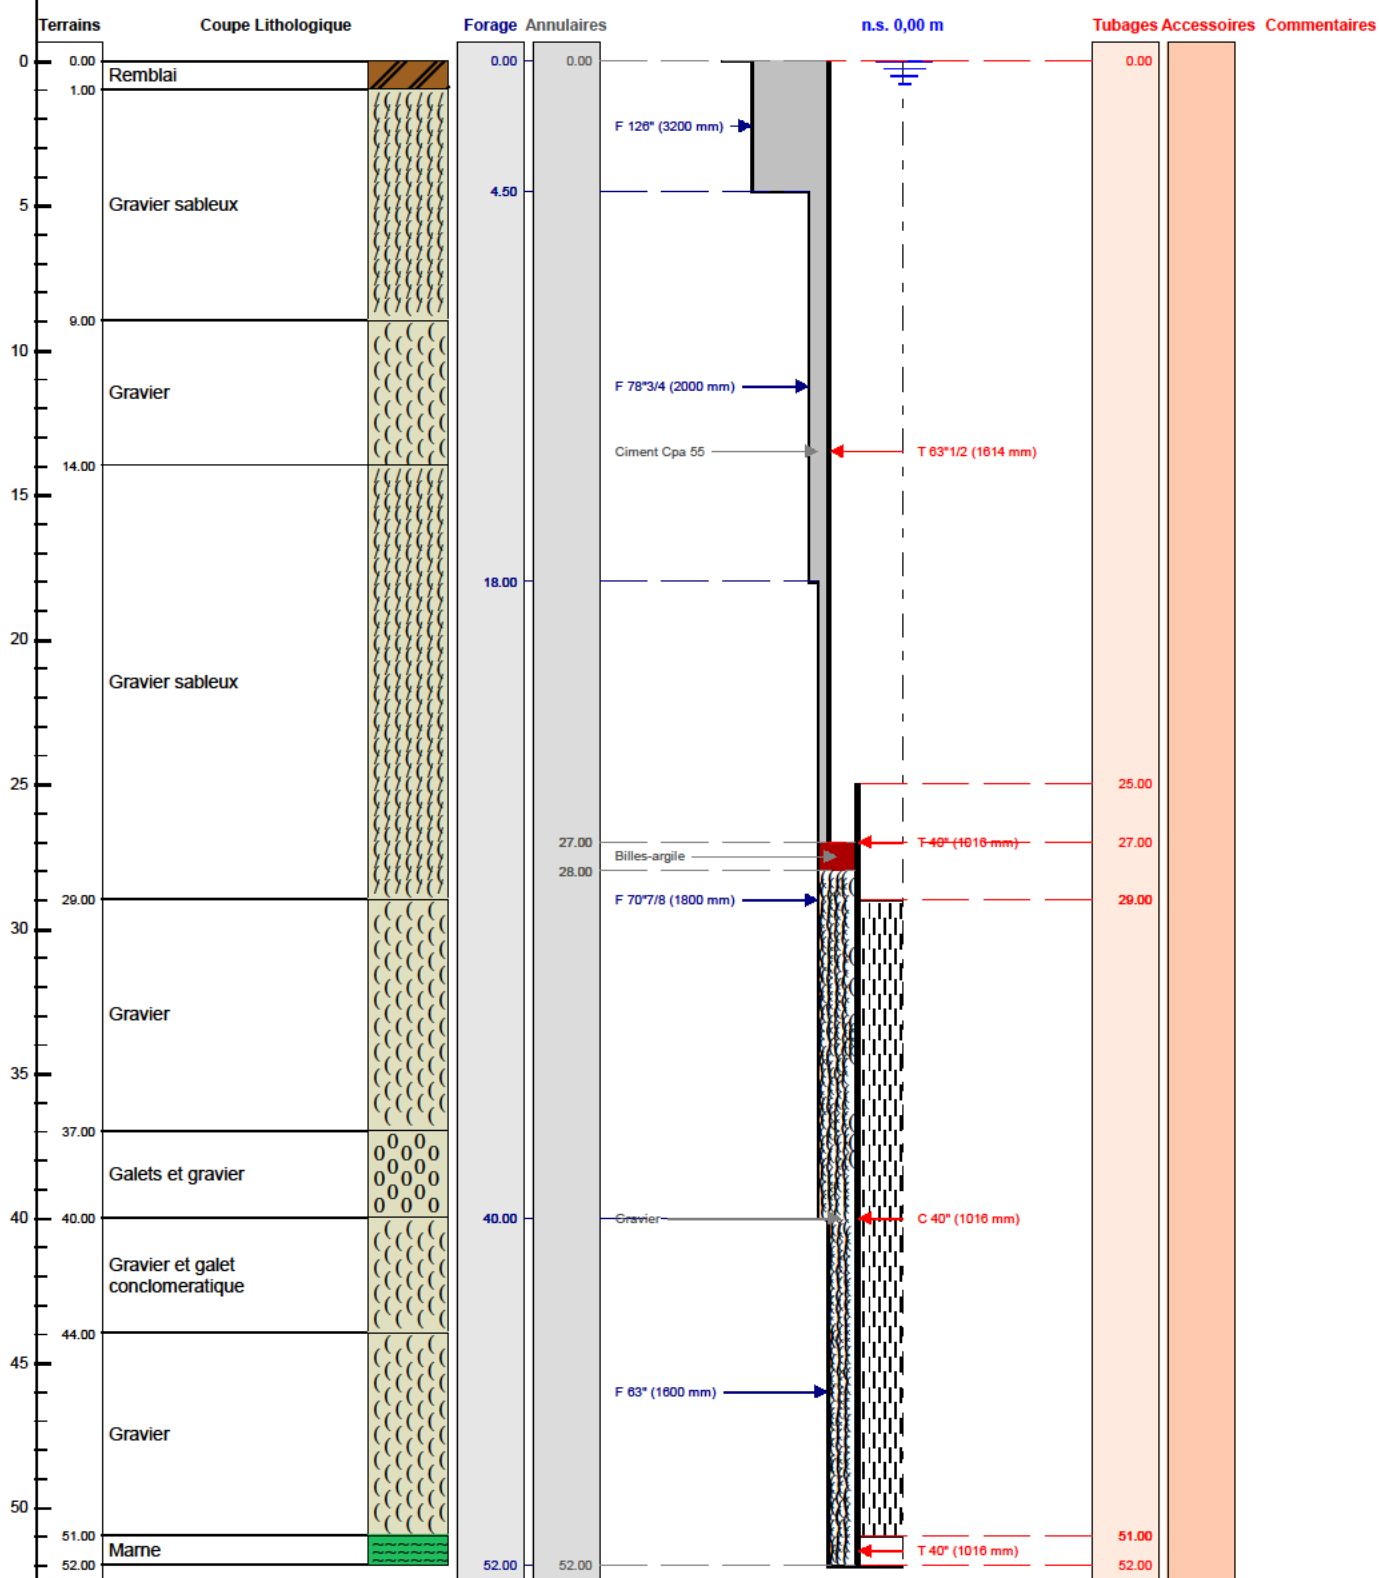 Terrains Coupe Lithologique Forage Annulaires n.s. 0,00 m Tubages Accessoires Commentaires
0 0.00 0.00 0.00 0.00
Remblai
1.00
F 126" (3200 mm)
4.50
5 Gravier sableux
9.00
10
F 78"3/4 (2000 mm)
Gravier
Ciment Cpa 55 T 63"1/2 (1614 mm)
14.00
15
18.00
20
Gravier sableux
25 25.00
27.00 T 40" (1016 mm) 27.00
Billes-argile
28.00
29.00 F 70"7/8 (1800 mm) 29.00
30
Gravier
35
37.00
Galets et gravier
40 40.00 40.00 Gravier C 40" (1016 mm)
Gravier et galet
conclomeratique
44.00
45
F 63" (1600 mm)
Gravier
50
51.00 51.00
Marne T 40" (1016 mm)
52.00 52.00 52.00 52.00